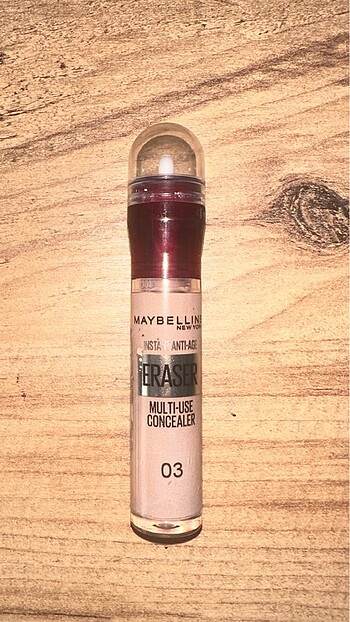 MAYBELLINE
NEW YORK
INSTANT ANTI-AGE
ERASER
MULTI-USE
CONCEALER
03